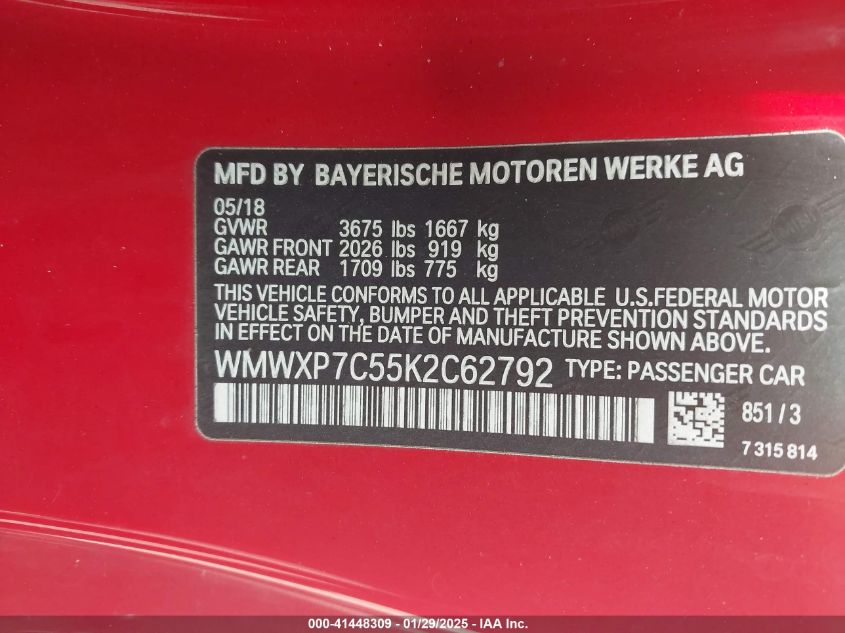 MFD BY BAYERISCHE MOTOREN WERKE AG
05/18
GVWR 3675 lbs 1667 kg
GAWR FRONT 2026 lbs 919 kg
GAWR REAR 1709 lbs 775 kg
THIS VEHICLE CONFORMS TO ALL APPLICABLE U.S.FEDERAL MOTOR
VEHICLE SAFETY, BUMPER AND THEFT PREVENTION STANDARDS
IN EFFECT ON THE DATE OF MANUFACTURE SHOWN ABOVE.
WMWXP7C55K2C62792 TYPE: PASSENGER CAR
851/3
7 315 814
000-41448309 - 01/29/2025 - IAA Inc.